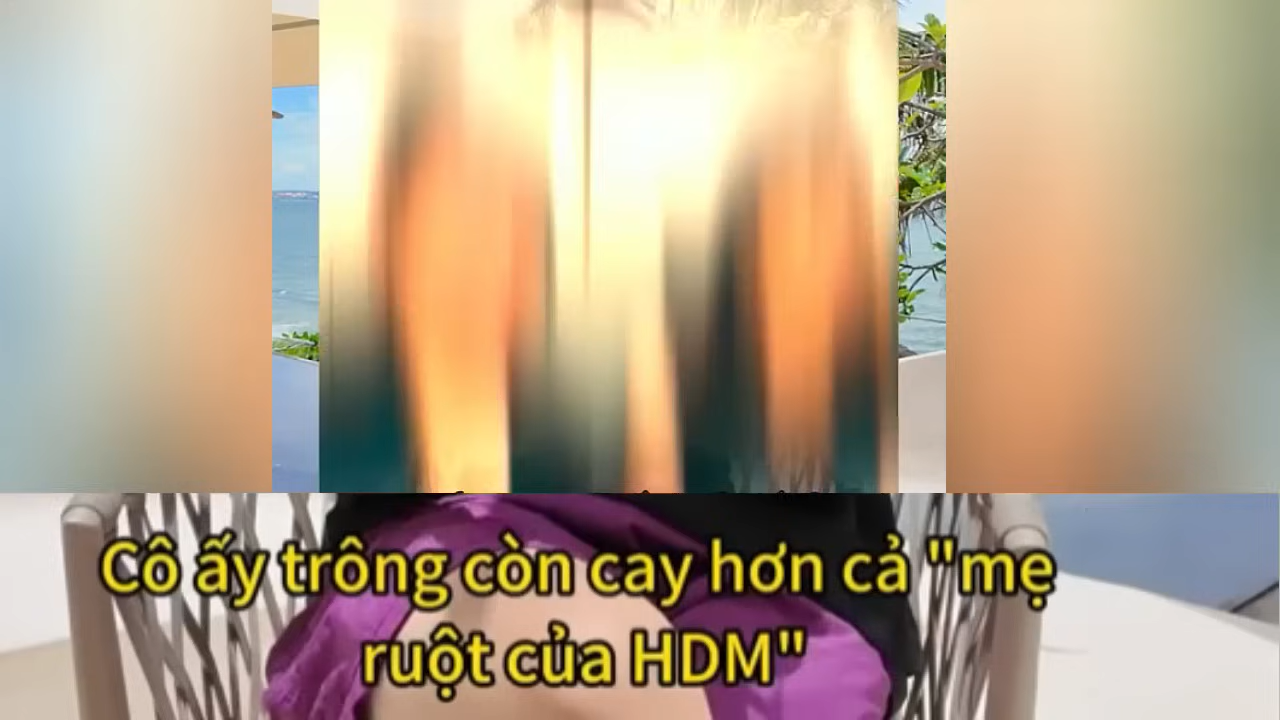 Cô ấy trông còn cay hơn cả "mẹ
ruột của HDM"